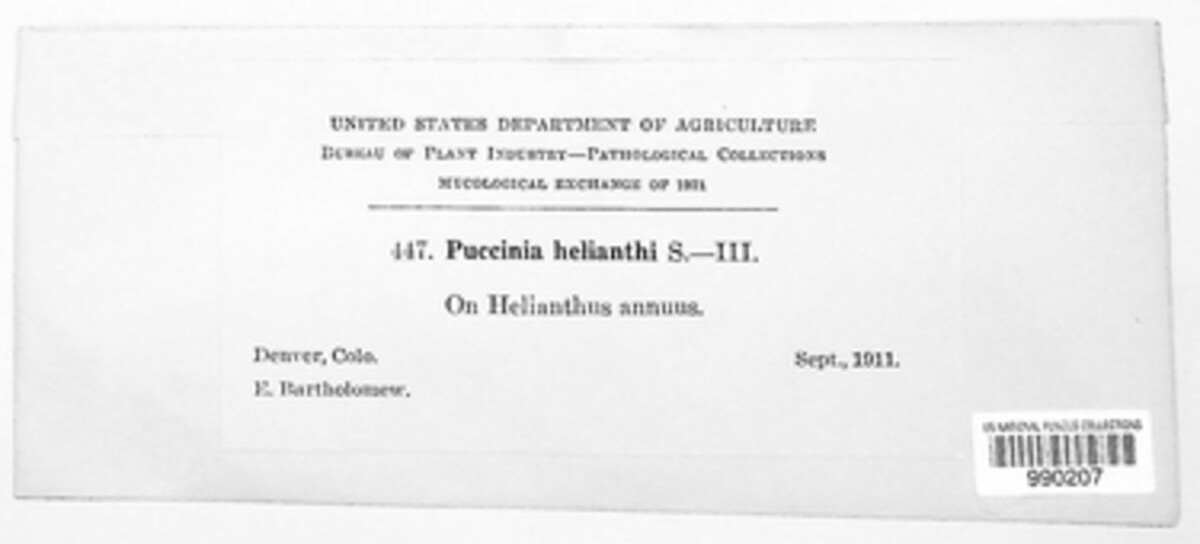 UNITED STATES DEPARTMENT OF AGRICULTURE
BUREAU OF PLANT INDUSTRY—PATHOLOGICAL COLLECTIONS
MYCOLOGICAL EXCHANGE OF
447. Puccinia helianthi S.—III.
On Helianthus annuus.
Denver, Colo.
Sept., 1911.
E. Bartholomew.
US NATIONAL FUNGUS COLLECTIONS
990207